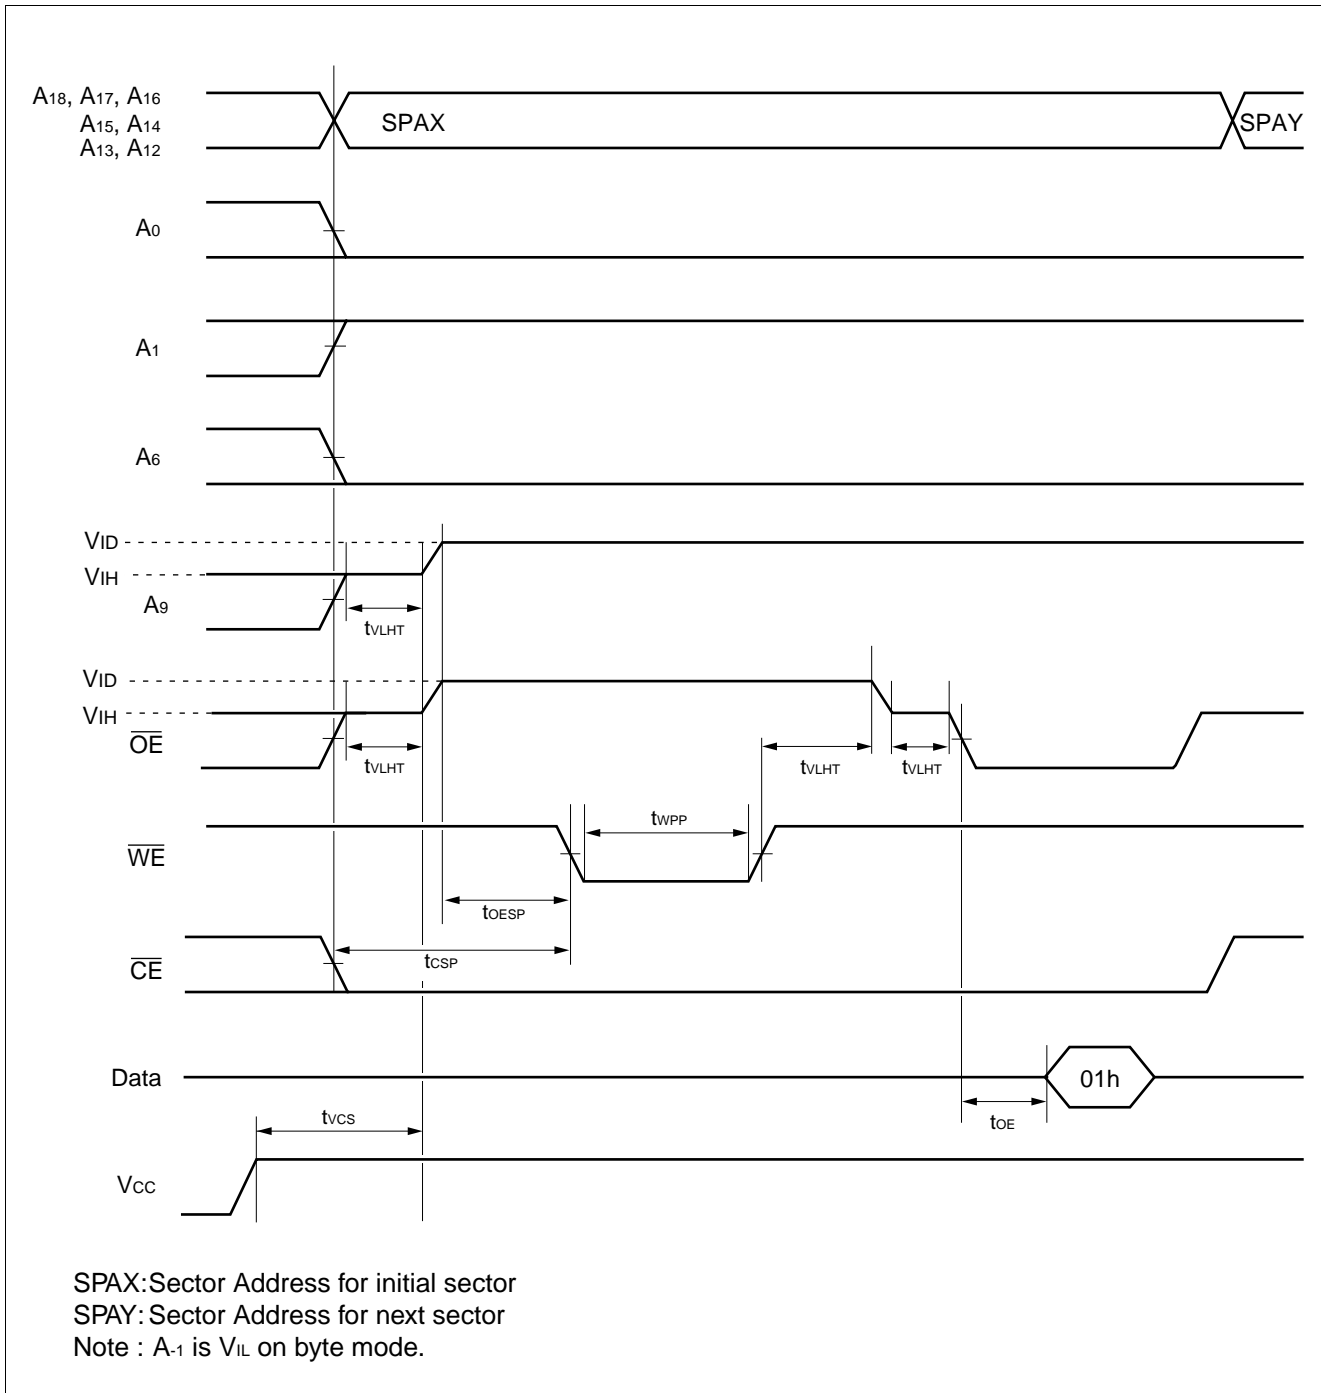 A18, A17, A16
A15, A14
A13, A12
SPAX
SPAY
A0
A1
A6
VID
VIH
A9
tVLHT
VID
VIH
OE
tVLHT
tVLHT
tVLHT
tWPP
WE
tOESP
tCSP
CE
Data
01h
tOE
tVCS
VCC
SPAX:Sector Address for initial sector
SPAY: Sector Address for next sector
Note : A-1 is VIL on byte mode.